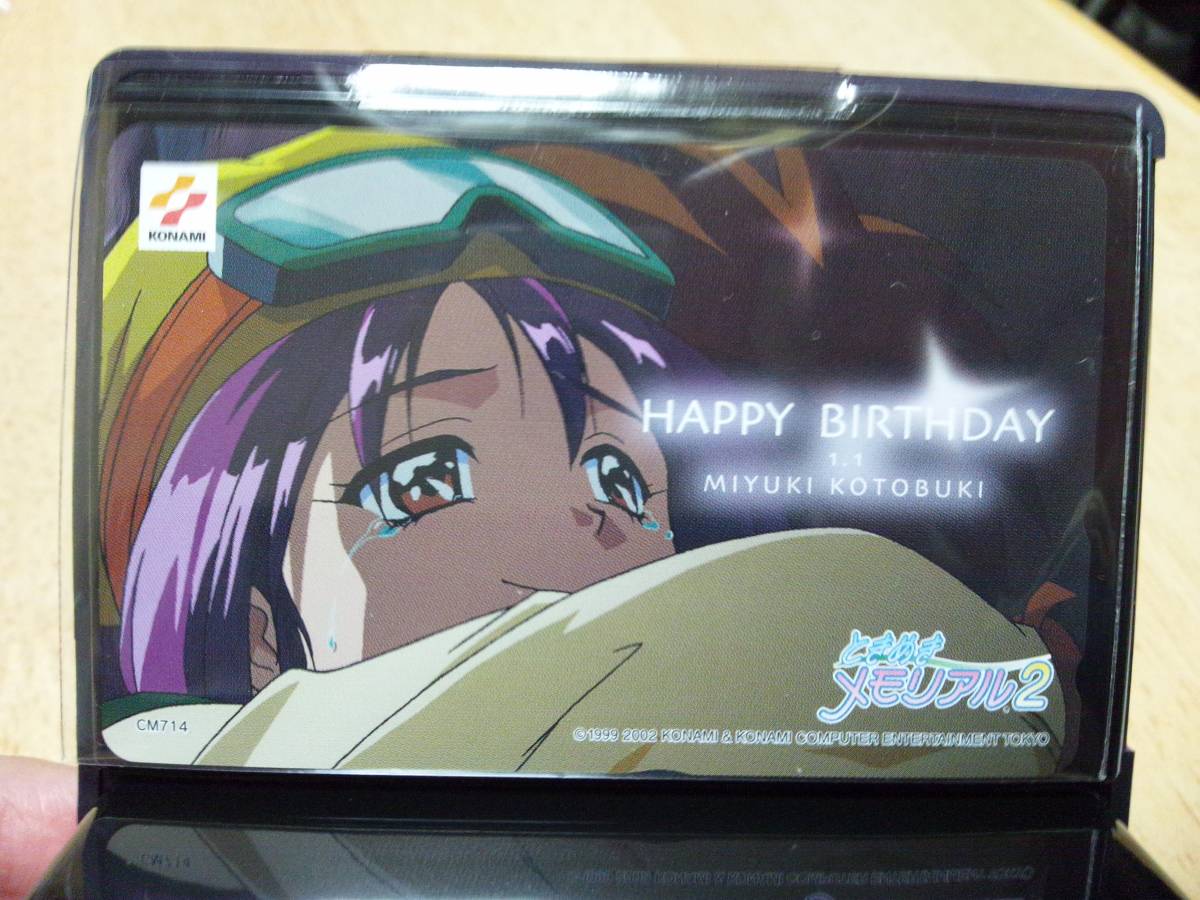 KONAMI
HAPPY BIRTHDAY
1.1
MIYUKI KOTOBUKI
ときめき
メモリアル2
CM714
©1999 2002 KONAMI & KONAMI COMPUTER ENTERTAINMENT TOKYO